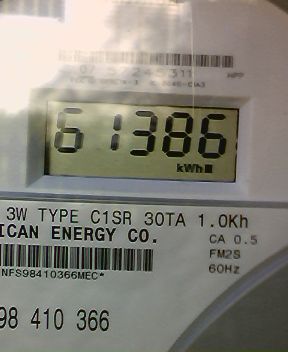 61386
kWh
3W TYPE C1SR 30TA 1.0Kh
ICAN ENERGY CO.
CA 0.5
FM2S
NFS98410366MEC*
60Hz
98 410 366